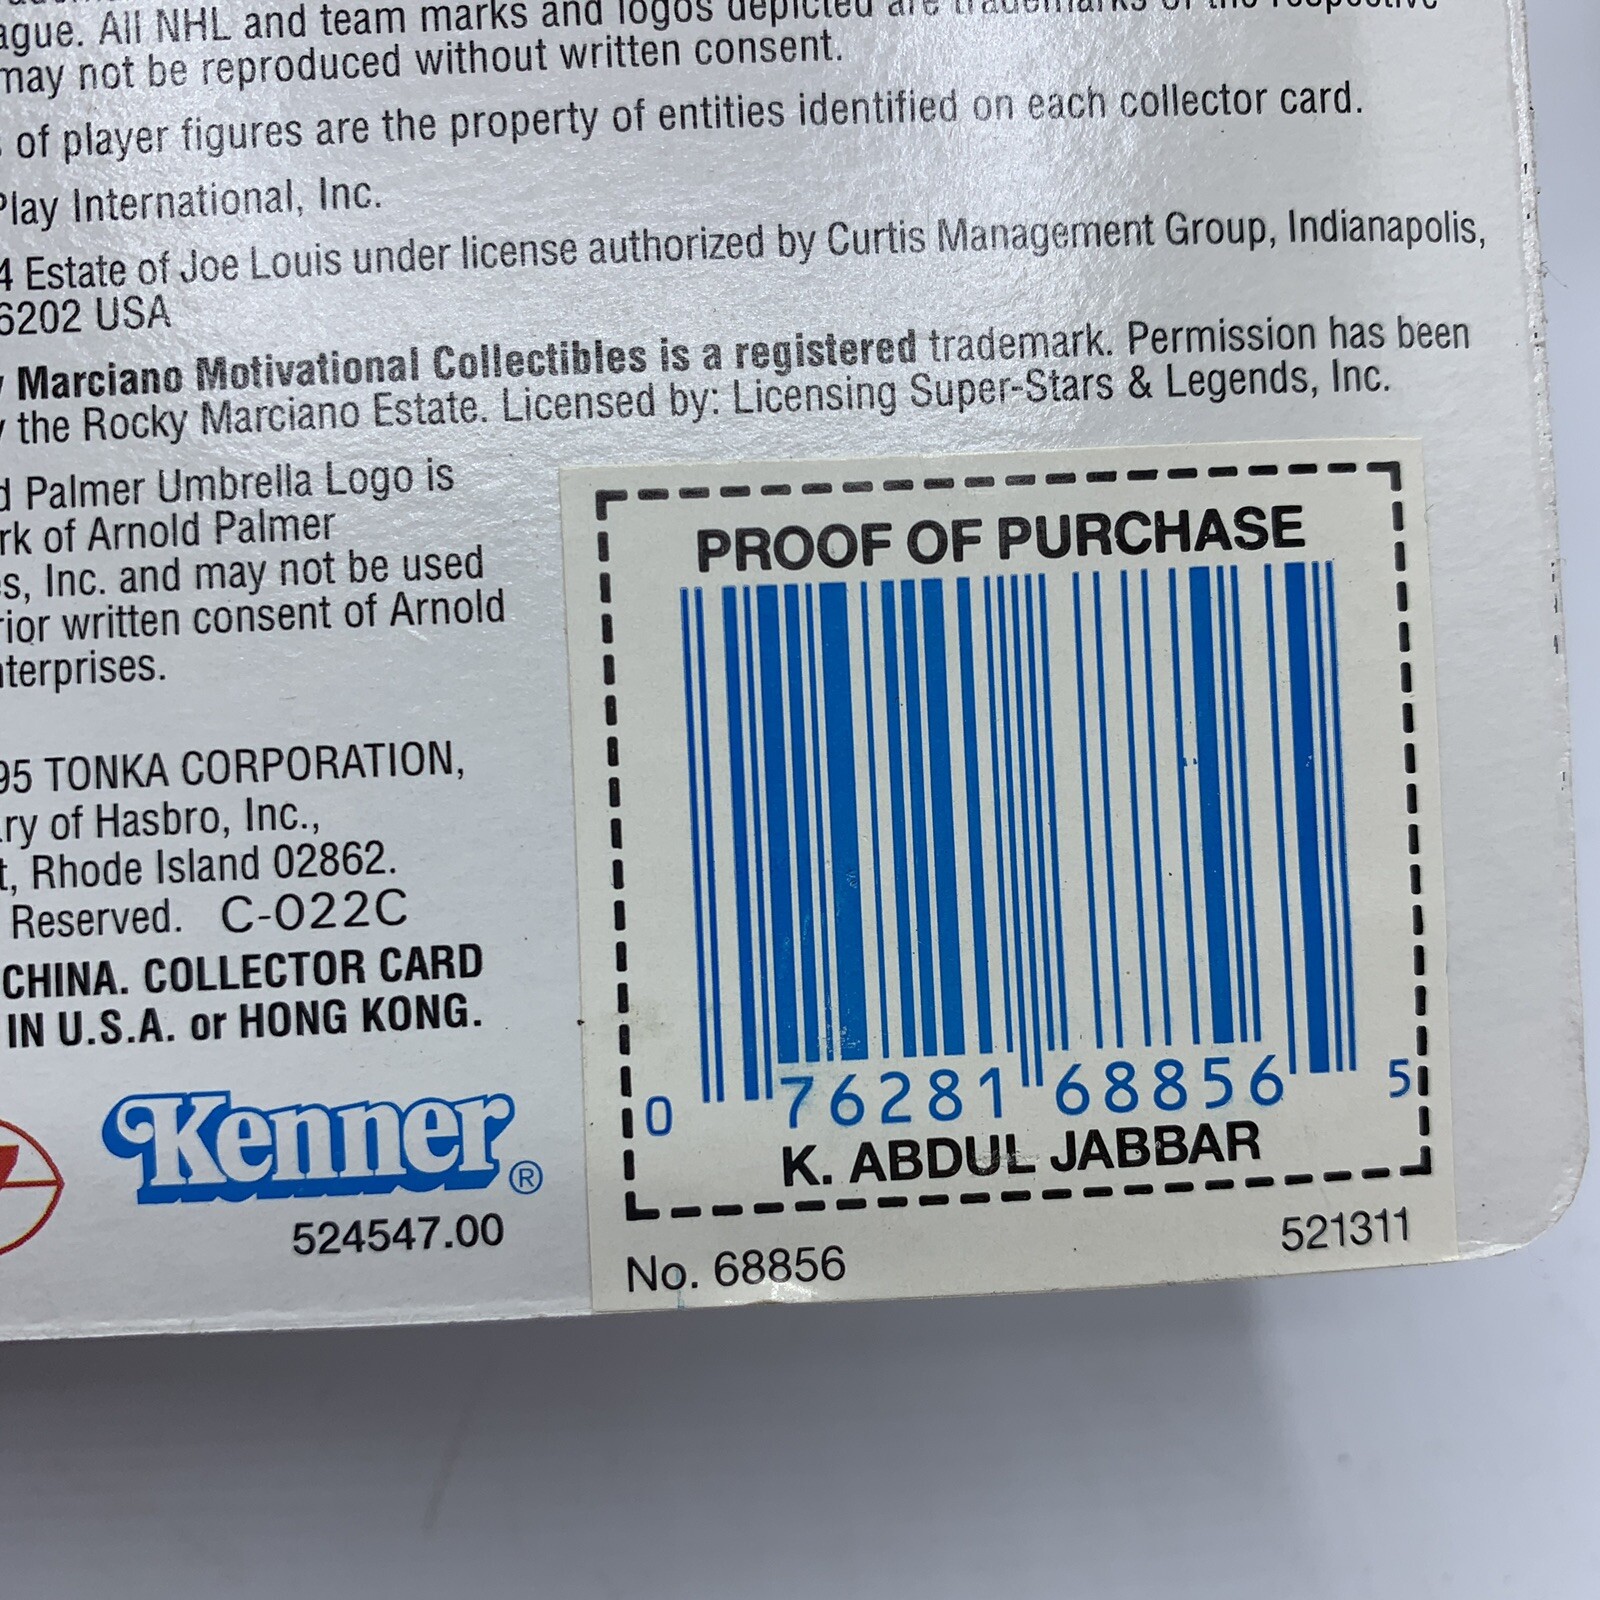 ague. All NHL and team marks and logos depicted are trademarks of the respective
may not be reproduced without written consent.
of player figures are the property of entities identified on each collector card.
Play International, Inc.
4 Estate of Joe Louis under license authorized by Curtis Management Group, Indianapolis,
6202 USA
Marciano Motivational Collectibles is a registered trademark. Permission has been
the Rocky Marciano Estate. Licensed by: Licensing Super-Stars & Legends, Inc.
d Palmer Umbrella Logo is
rk of Arnold Palmer
s, Inc. and may not be used
rior written consent of Arnold
terprises.
95 TONKA CORPORATION,
ry of Hasbro, Inc.,
t, Rhode Island 02862.
Reserved. C-022C
CHINA. COLLECTOR CARD
IN U.S.A. or HONG KONG.
Kenner®
524547.00
PROOF OF PURCHASE
0 76281 68856 5
K. ABDUL JABBAR
No. 68856
521311